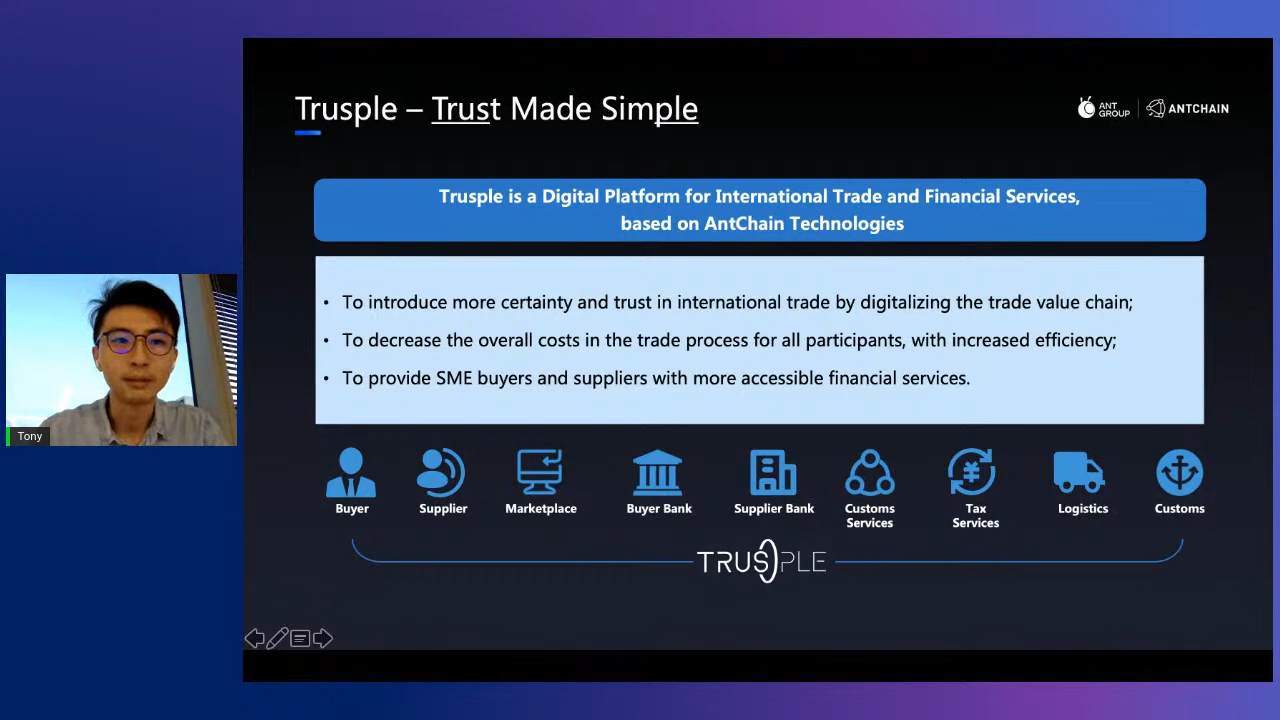 Trusple – Trust Made Simple
ANT
GROUP
ANTCHAIN
Trusple is a Digital Platform for International Trade and Financial Services,
based on AntChain Technologies
• To introduce more certainty and trust in international trade by digitalizing the trade value chain;
• To decrease the overall costs in the trade process for all participants, with increased efficiency;
• To provide SME buyers and suppliers with more accessible financial services.
Tony
Buyer
Supplier
Marketplace
Buyer Bank
Supplier Bank
Customs
Services
¥
Tax
Services
Logistics
Customs
TRUSPLE